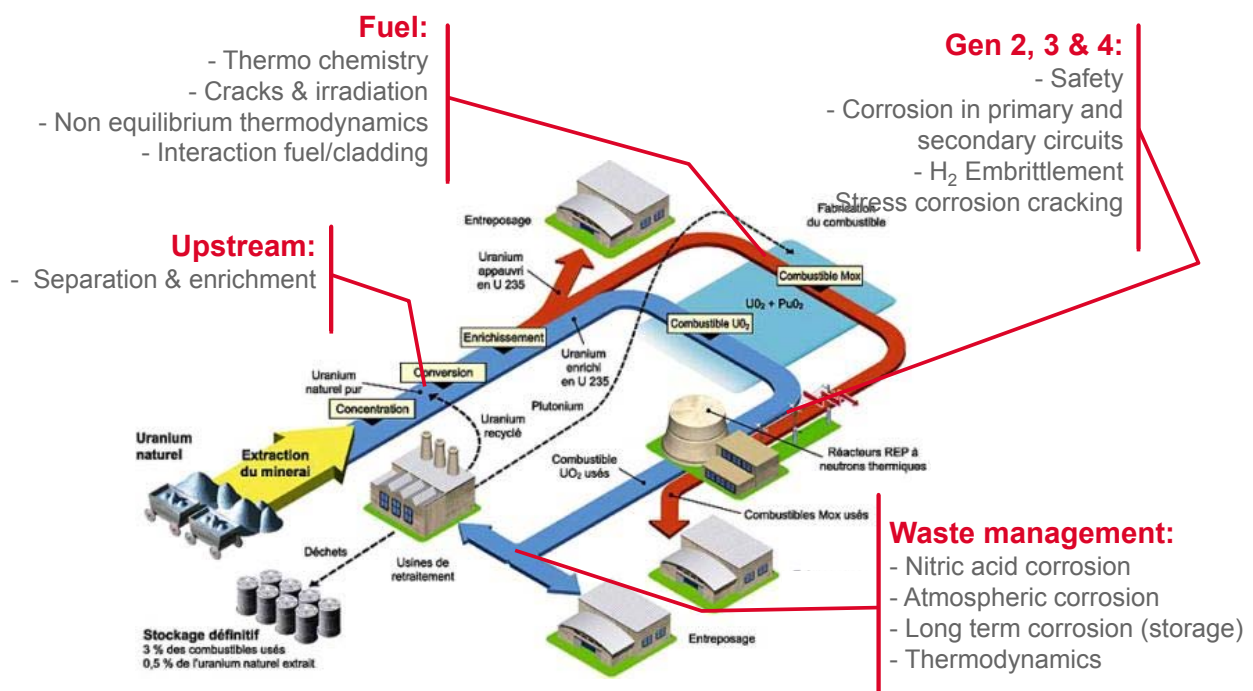 Fuel:
- Thermo chemistry
- Cracks & irradiation
- Non equilibrium thermodynamics
- Interaction fuel/cladding
Gen 2, 3 & 4:
- Safety
- Corrosion in primary and
secondary circuits
- H₂ Embrittlement
Stress corrosion cracking
Upstream:
- Separation & enrichment
Entreposage
Fabrication
du combustible
Uranium
appauvri
en U 235
Combustible Mox
UO₂ + PuO₂
Combustible UO₂
Enrichissement
Uranium
enrichi
en U 235
Conversion
Uranium
naturel pur
Concentration
Plutonium
Uranium
recyclé
Uranium
naturel
Extraction
du minerai
Combustible
UO₂ usés
Réacteurs REP à
neutrons thermiques
Combustibles Mox usés
Déchets
Usines de
retraitement
Entreposage
Stockage définitif
3 % des combustibles usés
0,5 % de l'uranium naturel extrait
Waste management:
- Nitric acid corrosion
- Atmospheric corrosion
- Long term corrosion (storage)
- Thermodynamics